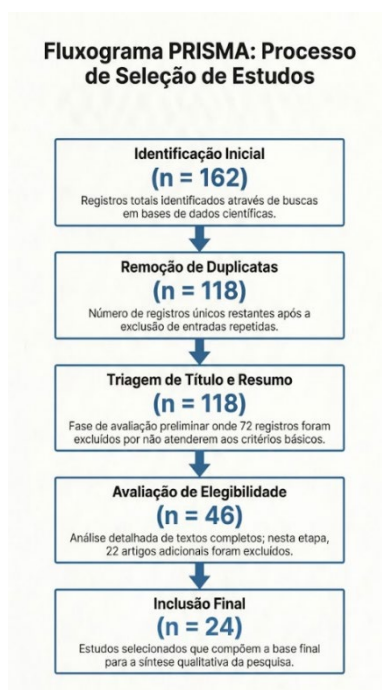 Fluxograma PRISMA: Processo
de Seleção de Estudos
Identificação Inicial
(n = 162)
Registros totais identificados através de buscas
em bases de dados científicas.
Remoção de Duplicatas
(n = 118)
Número de registros únicos restantes após a
exclusão de entradas repetidas.
Triagem de Título e Resumo
(n = 118)
Fase de avaliação preliminar onde 72 registros foram
excluídos por não atenderem aos critérios básicos.
Avaliação de Elegibilidade
(n = 46)
Análise detalhada de textos completos; nesta etapa,
22 artigos adicionais foram excluídos.
Inclusão Final
(n = 24)
Estudos selecionados que compõem a base final
para a síntese qualitativa da pesquisa.